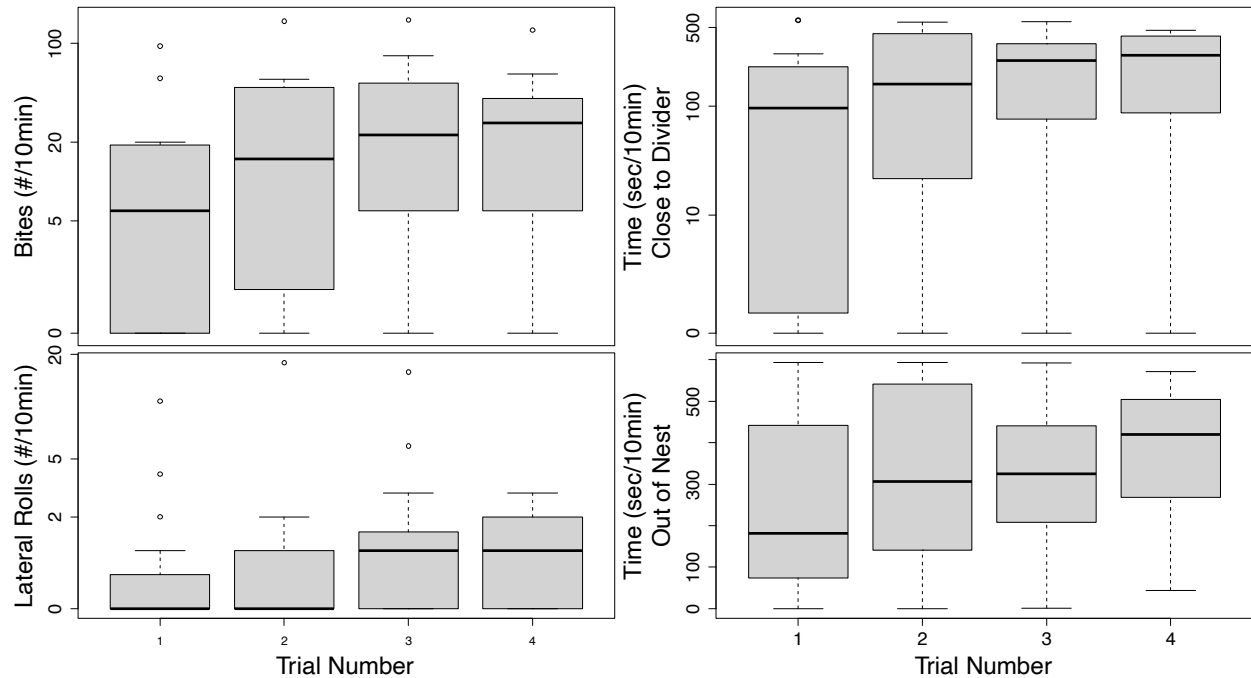 Bites (#/10min)
100
20
5
0
Time (sec/10min)
Close to Divider
500
100
10
0
Lateral Rolls (#/10min)
20
5
2
0
1 2 3 4
Trial Number
Time (sec/10min)
Out of Nest
500
300
100
0
1 2 3 4
Trial Number